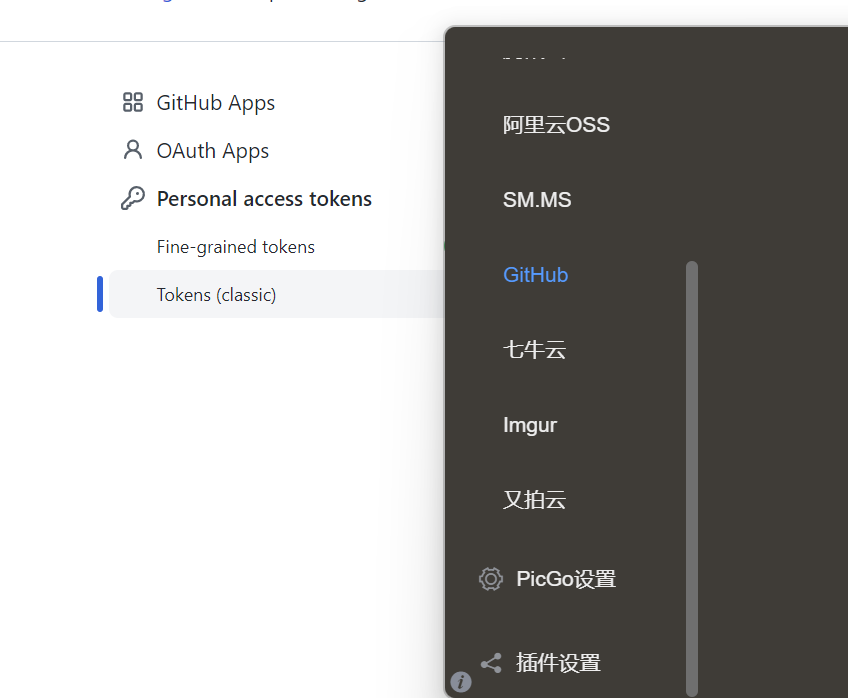 GitHub Apps
OAuth Apps
Personal access tokens
Fine-grained tokens
Tokens (classic)
阿里云OSS
SM.MS
GitHub
七牛云
Imgur
又拍云
PicGo设置
插件设置